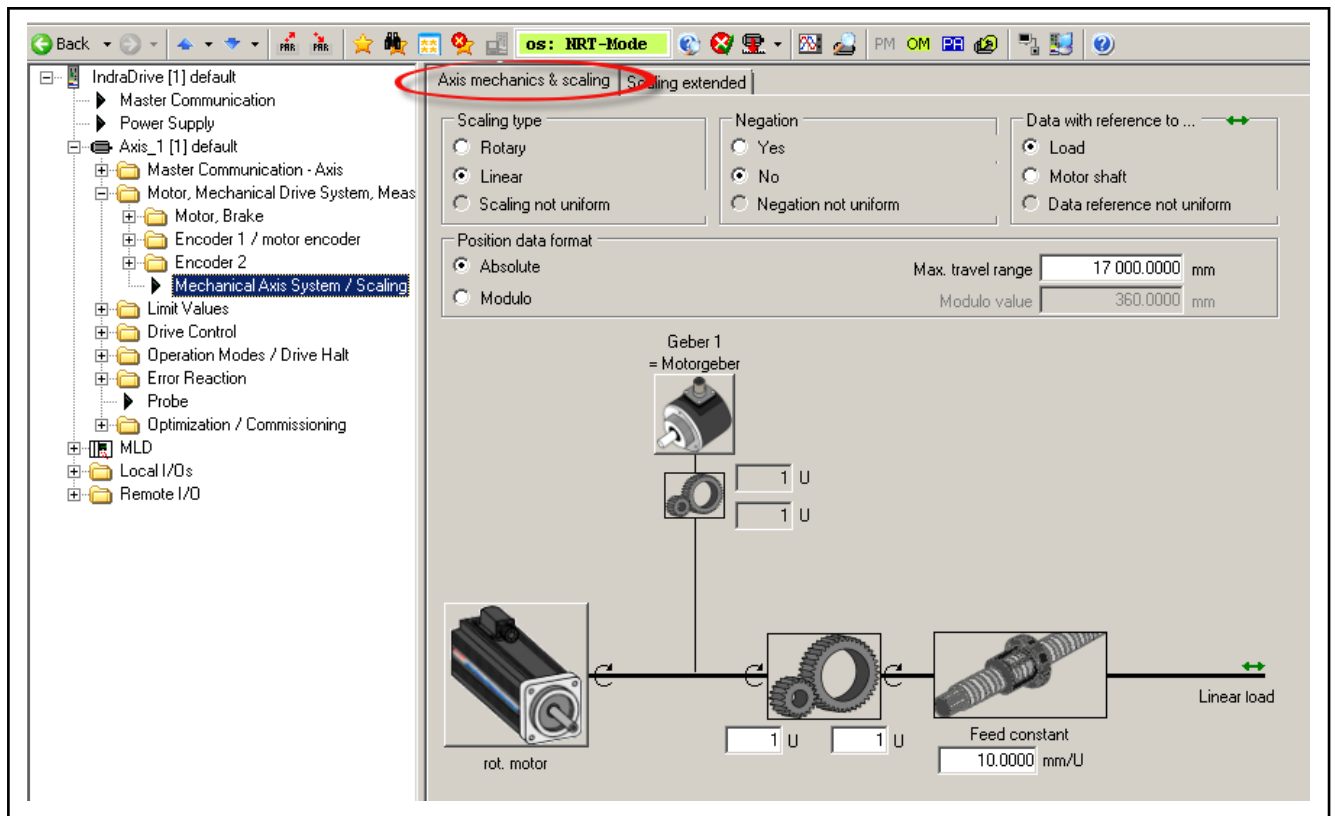 Back
PAR PAR
os: NRT-Mode
PM OM PA
IndraDrive [1] default
Master Communication
Power Supply
Axis_1 [1] default
Master Communication - Axis
Motor, Mechanical Drive System, Meas
Motor, Brake
Encoder 1 / motor encoder
Encoder 2
Mechanical Axis System / Scaling
Limit Values
Drive Control
Operation Modes / Drive Halt
Error Reaction
Probe
Optimization / Commissioning
MLD
Local I/Os
Remote I/O
Axis mechanics & scaling
Scaling extended
Scaling type
Rotary
Linear
Scaling not uniform
Negation
Yes
No
Negation not uniform
Data with reference to ...
Load
Motor shaft
Data reference not uniform
Position data format
Absolute
Modulo
Max. travel range 17 000.0000 mm
Modulo value 360.0000 mm
Geber 1
= Motorgeber
1 U
1 U
rot. motor
1 U 1 U
Feed constant
10.0000 mm/U
Linear load